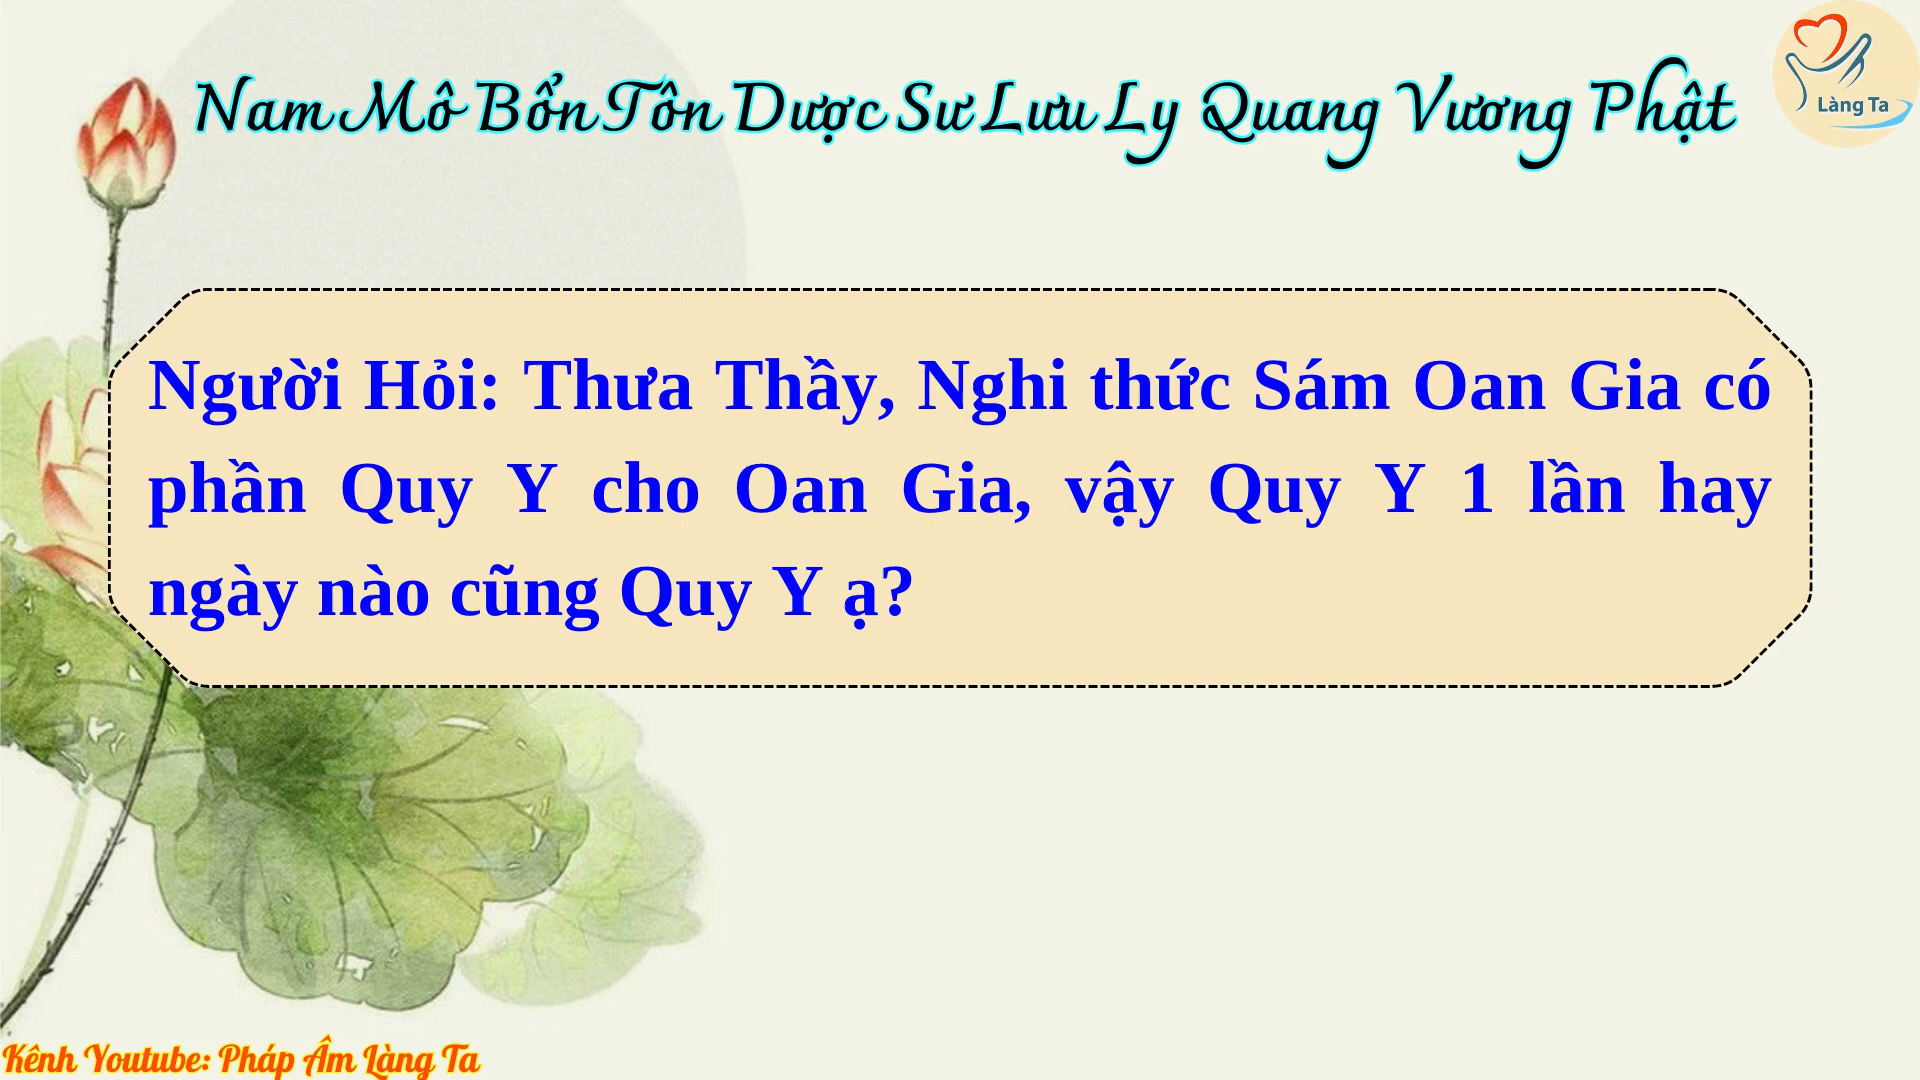 Nam Mô Bổn Tôn Dược Sư Lưu Ly Quang Vương Phật
Làng Ta
Người Hỏi: Thưa Thầy, Nghi thức Sám Oan Gia có
phần Quy Y cho Oan Gia, vậy Quy Y 1 lần hay
ngày nào cũng Quy Y ạ?
Kênh Youtube: Pháp Âm Làng Ta